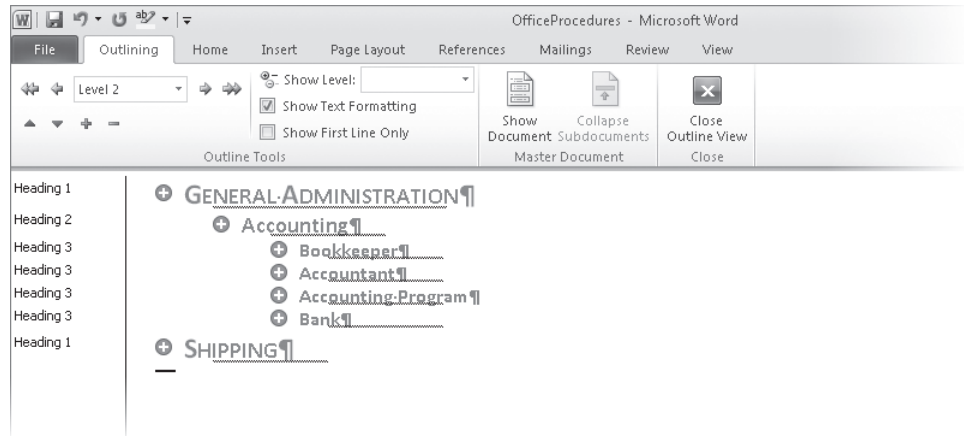 OfficeProcedures - Microsoft Word
File Outlining Home Insert Page Layout References Mailings Review View
Level 2
Show Level:
Show Text Formatting
Show First Line Only
Outline Tools
Show Document
Collapse Subdocuments
Master Document
Close Outline View
Close
Heading 1 GENERAL·ADMINISTRATION¶
Heading 2 Accounting¶
Heading 3 Bookkeeper¶
Heading 3 Accountant¶
Heading 3 Accounting·Program¶
Heading 3 Bank¶
Heading 1 SHIPPING¶